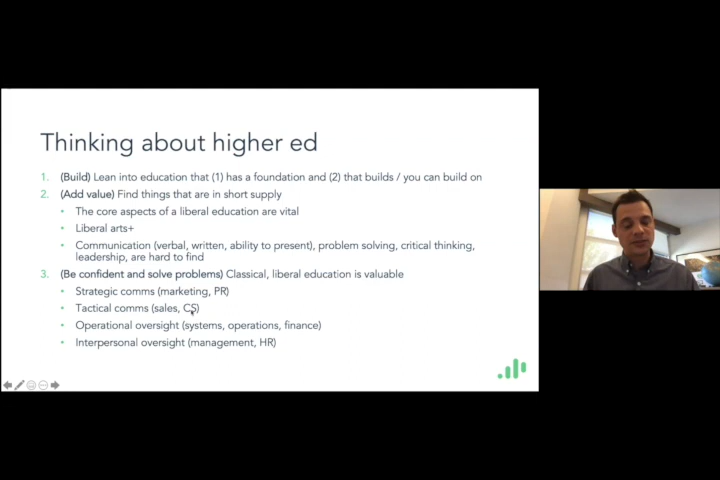 Thinking about higher ed
1. (Build) Lean into education that (1) has a foundation and (2) that builds / you can build on
2. (Add value) Find things that are in short supply
• The core aspects of a liberal education are vital
• Liberal arts+
• Communication (verbal, written, ability to present), problem solving, critical thinking,
leadership, are hard to find
3. (Be confident and solve problems) Classical, liberal education is valuable
• Strategic comms (marketing, PR)
• Tactical comms (sales, CS)
• Operational oversight (systems, operations, finance)
• Interpersonal oversight (management, HR)